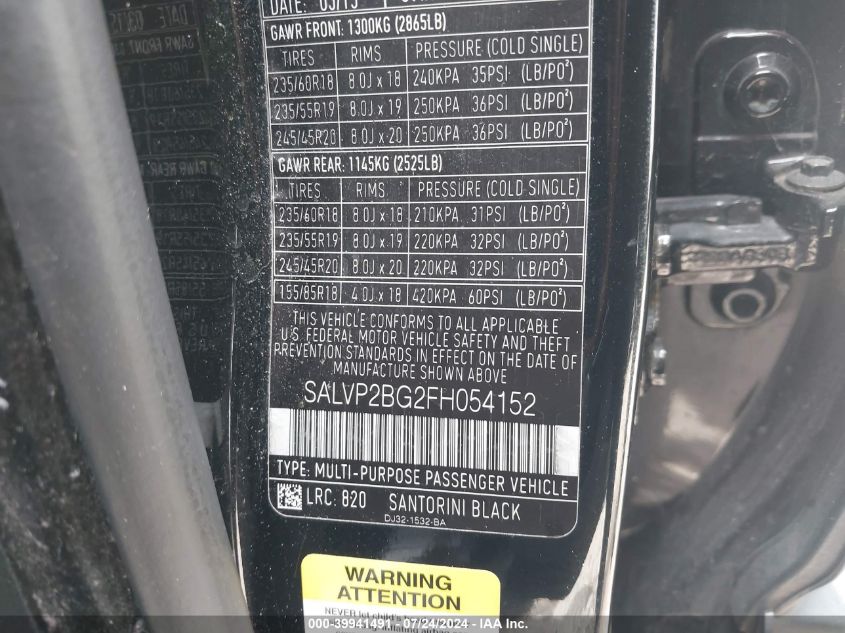 DATE: 03/15
GAWR FRONT: 1300KG (2865LB)
TIRES RIMS PRESSURE (COLD SINGLE)
235/60R18 8.0J x 18 240KPA 35PSI (LB/PO²)
235/55R19 8.0J x 19 250KPA 36PSI (LB/PO²)
245/45R20 8.0J x 20 250KPA 36PSI (LB/PO²)
GAWR REAR: 1145KG (2525LB)
TIRES RIMS PRESSURE (COLD SINGLE)
235/60R18 8.0J x 18 210KPA 31PSI (LB/PO²)
235/55R19 8.0J x 19 220KPA 32PSI (LB/PO²)
245/45R20 8.0J x 20 220KPA 32PSI (LB/PO²)
155/85R18 4.0J x 18 420KPA 60PSI (LB/PO²)
THIS VEHICLE CONFORMS TO ALL APPLICABLE
U.S. FEDERAL MOTOR VEHICLE SAFETY AND THEFT
PREVENTION STANDARDS IN EFFECT ON THE DATE OF
MANUFACTURE SHOWN ABOVE
SALVP2BG2FH054152
TYPE: MULTI-PURPOSE PASSENGER VEHICLE
LRC: 820 SANTORINI BLACK
DJ32-1532-BA
WARNING
ATTENTION
NEVER let child's
000-39941491 - 07/24/2024 - iaai.com